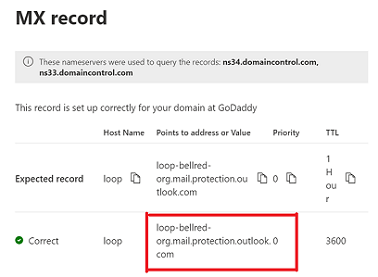 MX record
These nameservers were used to query the records: ns34.domaincontrol.com,
ns33.domaincontrol.com
This record is set up correctly for your domain at GoDaddy
Host Name Points to address or Value Priority TTL
Expected record loop loop-bellred-
org.mail.protection.ou
tlook.com 0 1
H
ou
r
Correct loop loop-bellred-
org.mail.protection.outlook.
com 0 3600